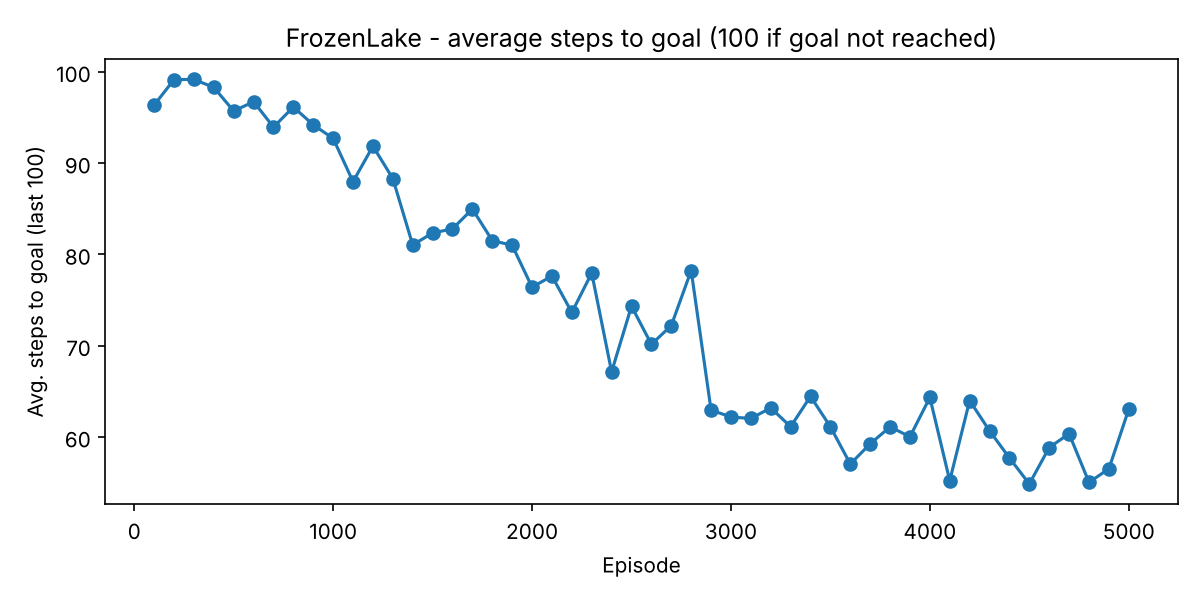 FrozenLake - average steps to goal (100 if goal not reached)
Avg. steps to goal (last 100)
100
90
80
70
60
0 1000 2000 3000 4000 5000
Episode